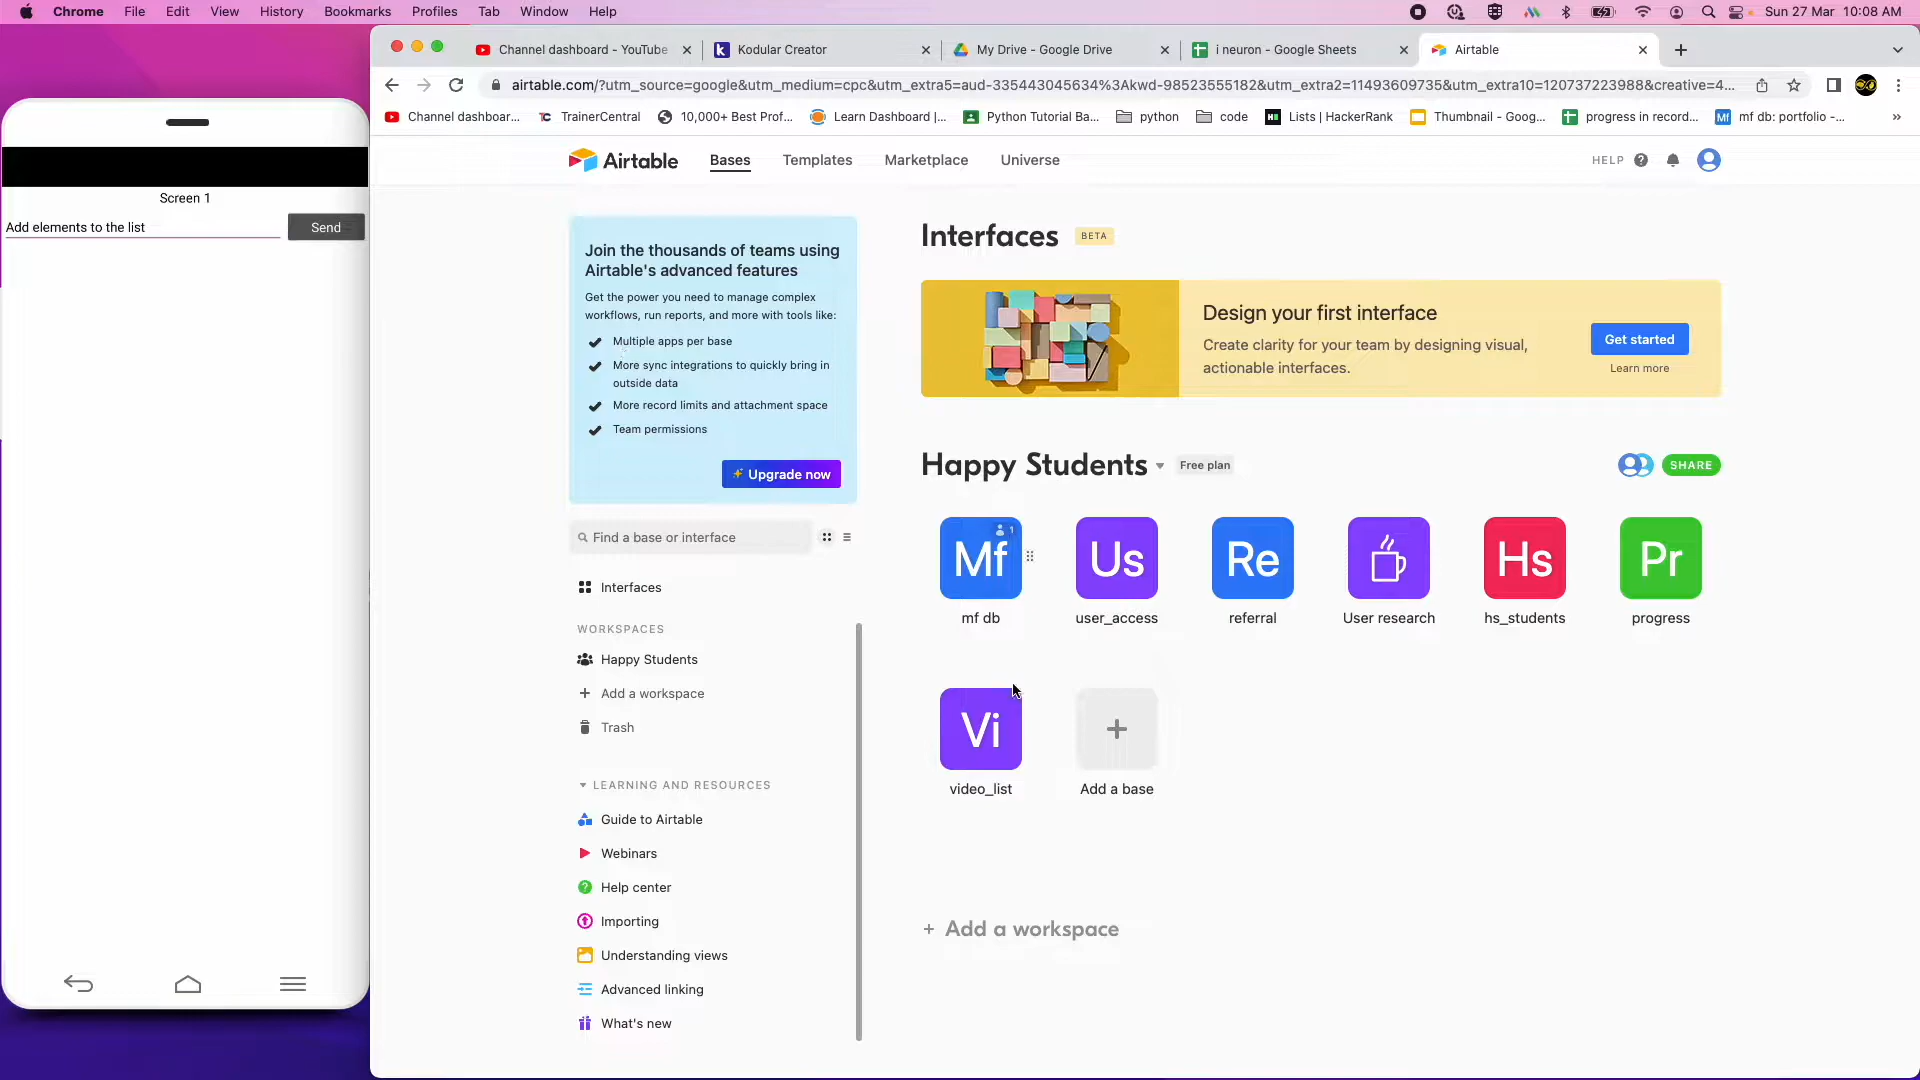 Chrome File Edit View History Bookmarks Profiles Tab Window Help Sun 27 Mar 10:08 AM
Channel dashboard - YouTube Kodular Creator My Drive - Google Drive i neuron - Google Sheets Airtable
airtable.com/?utm_source=google&utm_medium=cpc&utm_extra5=aud-335443045634%3Akwd-98523555182&utm_extra2=11493609735&utm_extra10=120737223988&creative=4...
Channel dashboar... TC TrainerCentral 10,000+ Best Prof... Learn Dashboard |... Python Tutorial Ba... python code Lists | HackerRank Thumbnail - Goog... progress in record... Mf mf db: portfolio -...
Screen 1
Add elements to the list Send
Airtable Bases Templates Marketplace Universe HELP
Join the thousands of teams using
Airtable's advanced features
Get the power you need to manage complex
workflows, run reports, and more with tools like:
Multiple apps per base
More sync integrations to quickly bring in
outside data
More record limits and attachment space
Team permissions
Upgrade now
Find a base or interface
Interfaces
WORKSPACES
Happy Students
Add a workspace
Trash
LEARNING AND RESOURCES
Guide to Airtable
Webinars
Help center
Importing
Understanding views
Advanced linking
What's new
Interfaces BETA
Design your first interface
Create clarity for your team by designing visual,
actionable interfaces.
Get started
Learn more
Happy Students Free plan SHARE
Mf 1 Us Re Hs Pr
mf db user_access referral User research hs_students progress
Vi +
video_list Add a base
+ Add a workspace